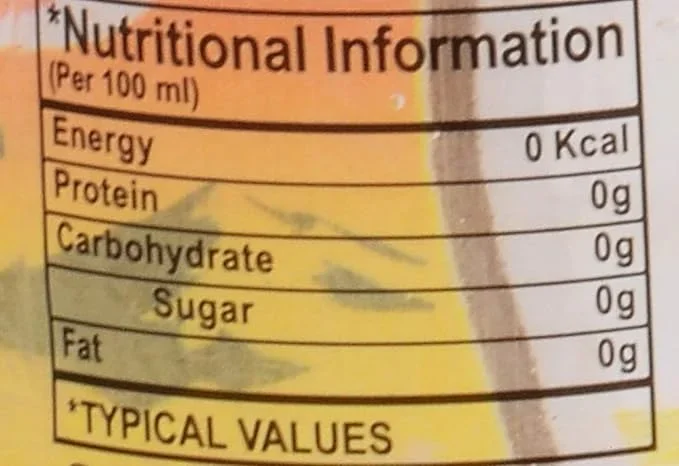 *Nutritional Information
(Per 100 ml)
Energy 0 Kcal
Protein 0g
Carbohydrate 0g
Sugar 0g
Fat 0g
*TYPICAL VALUES